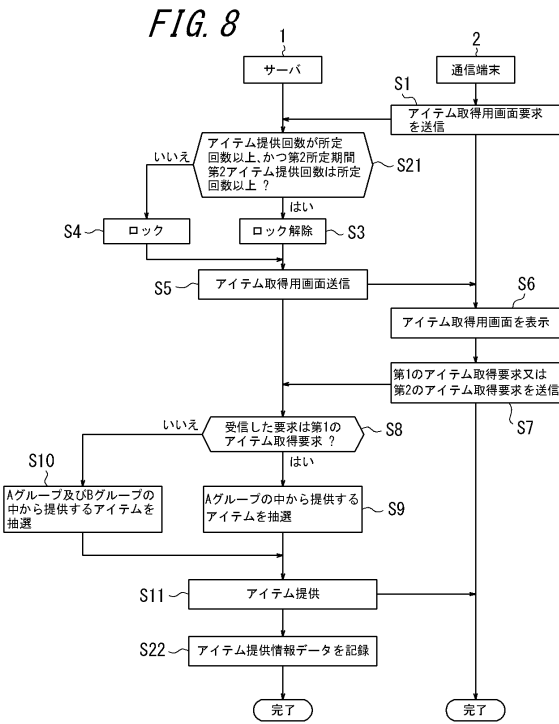 FIG. 8
1
2
サーバ
通信端末
S1
アイテム取得用画面要求
を送信
アイテム提供回数が所定
回数以上、かつ第2所定期間
第2アイテム提供回数は所定
回数以上 ?
S21
いいえ
はい
S4
ロック
ロック解除
S3
S5
アイテム取得用画面送信
S6
アイテム取得用画面を表示
第1のアイテム取得要求又は
第2のアイテム取得要求を送信
S7
いいえ
受信した要求は第1の
アイテム取得要求 ?
S8
はい
S10
Aグループ及びBグループの
中から提供するアイテムを
抽選
Aグループの中から提供する
アイテムを抽選
S9
S11
アイテム提供
S22
アイテム提供情報データを記録
完了
完了